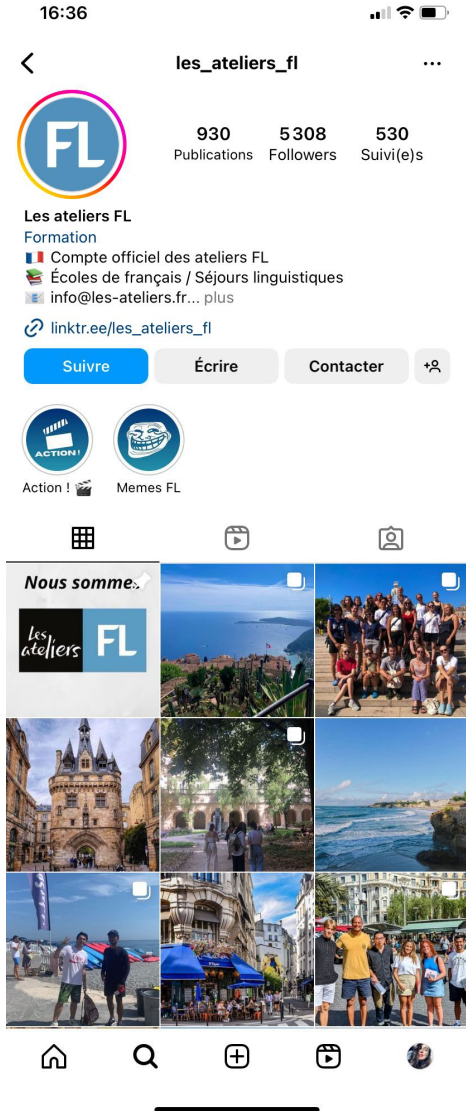 16:36
les_ateliers_fl
FL
930 5 308 530
Publications Followers Suivi(e)s
Les ateliers FL
Formation
🇫🇷 Compte officiel des ateliers FL
📚 Écoles de français / Séjours linguistiques
📧 info@les-ateliers.fr... plus
linktr.ee/les_ateliers_fl
Suivre Écrire Contacter
ACTION!
Action ! 🎬 Memes FL
Nous sommes
Les
ateliers FL